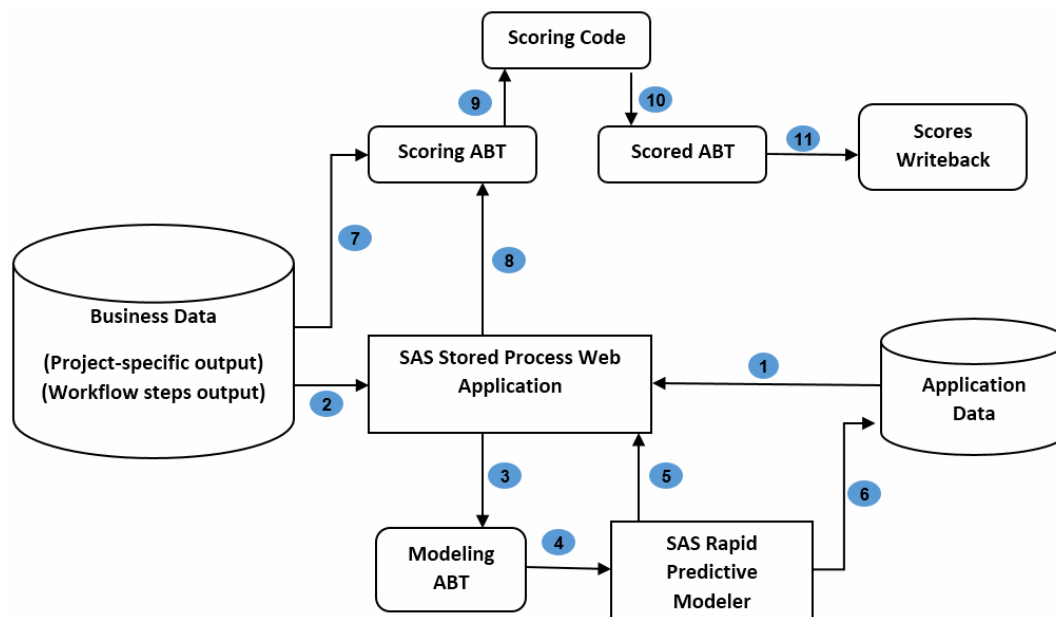 Scoring Code
9
10
Scoring ABT
Scored ABT
11
Scores
Writeback
7
8
Business Data
(Project-specific output)
(Workflow steps output)
2
SAS Stored Process Web
Application
1
Application
Data
3
5
6
Modeling
ABT
4
SAS Rapid
Predictive
Modeler